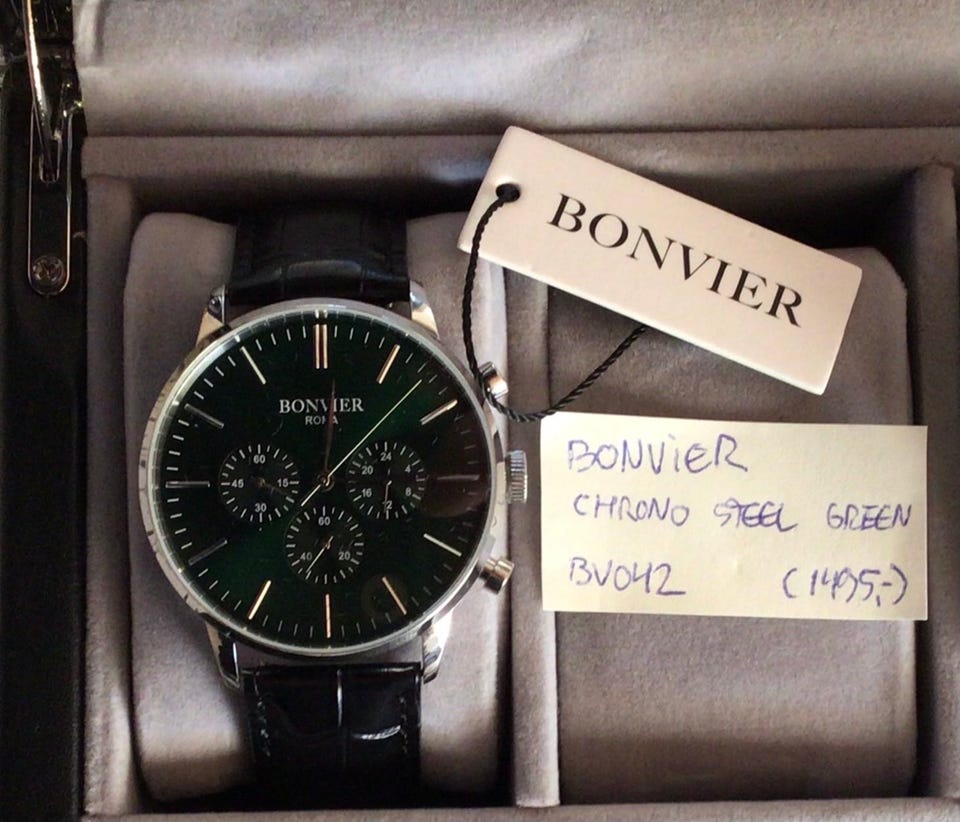 BONVIER
BONVIER
ROMA
60
45 15
30
24
20 4
16 8
12
60
40 20
BONViER
CHRONO STEEL GREEN
BV042 (1495,-)